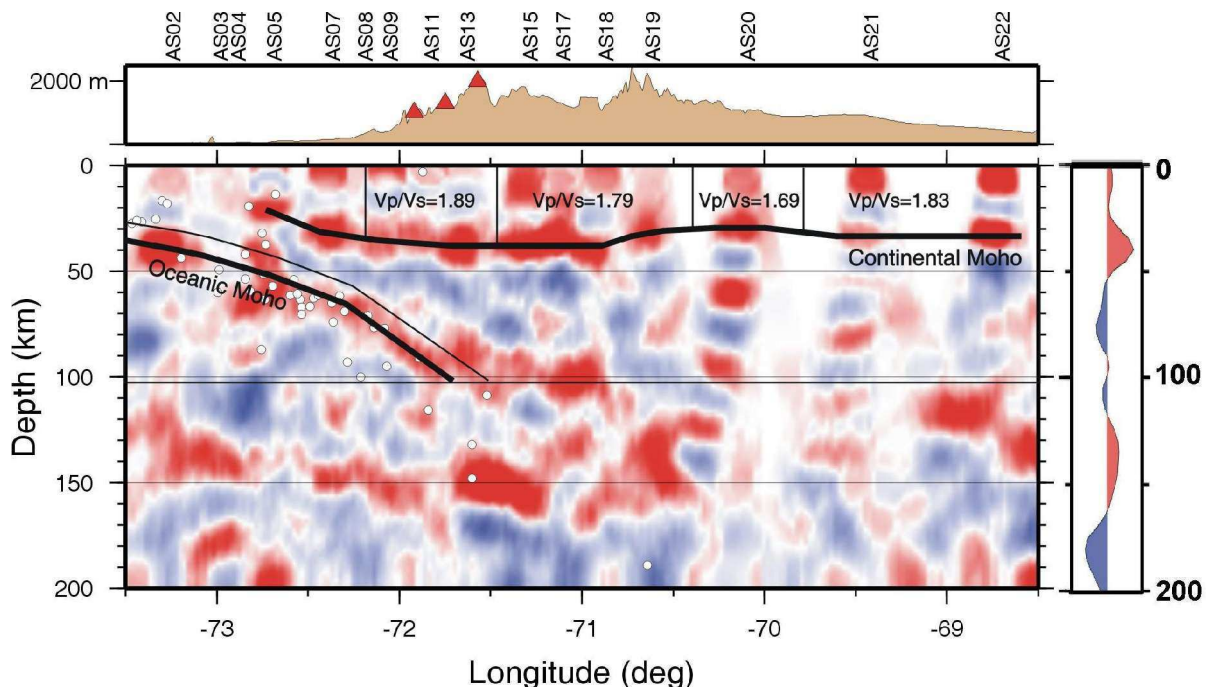 AS02 AS03 AS04 AS05 AS07 AS08 AS09 AS11 AS13 AS15 AS17 AS18 AS19 AS20 AS21 AS22
2000 m
0
50
100
150
200
Depth (km)
Vp/Vs=1.89
Vp/Vs=1.79
Vp/Vs=1.69
Vp/Vs=1.83
Continental Moho
Oceanic Moho
0
100
200
-73 -72 -71 -70 -69
Longitude (deg)